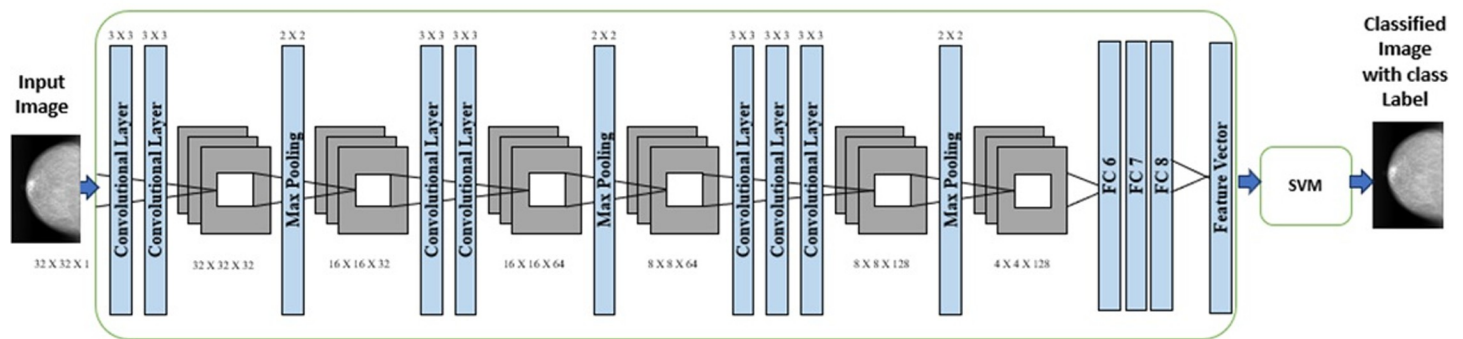 Input
Image
32 X 32 X 1
3 X 3
3 X 3
Convolutional Layer
Convolutional Layer
32 X 32 X 32
2 X 2
Max Pooling
16 X 16 X 32
3 X 3
3 X 3
Convolutional Layer
Convolutional Layer
16 X 16 X 64
2 X 2
Max Pooling
8 X 8 X 64
3 X 3
3 X 3
3 X 3
Convolutional Layer
Convolutional Layer
Convolutional Layer
8 X 8 X 128
2 X 2
Max Pooling
4 X 4 X 128
FC 6
FC 7
FC 8
Feature Vector
SVM
Classified
Image
with class
Label